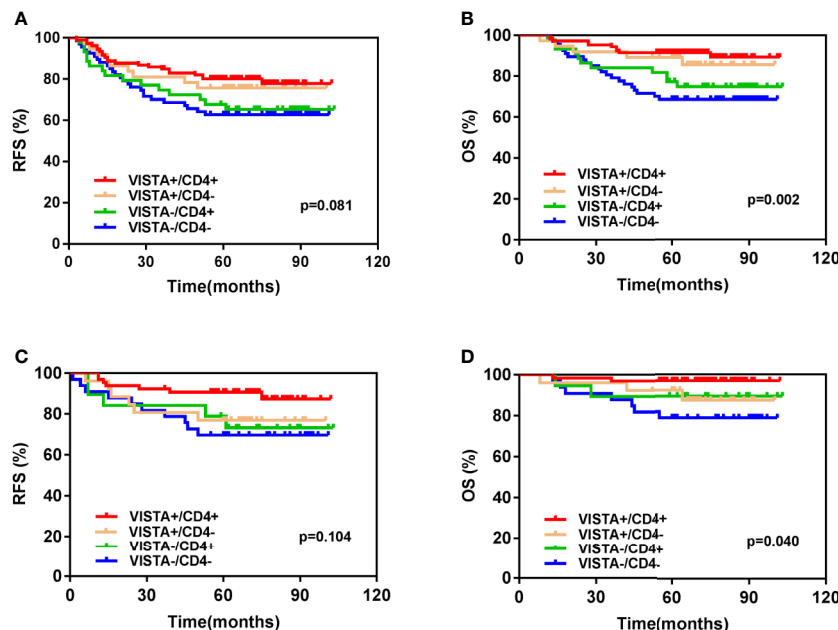 A
100
80
60
40
20
0
RFS (%)
VISTA+/CD4+
VISTA+/CD4-
VISTA-/CD4+
VISTA-/CD4-
p=0.081
0 30 60 90 120
Time(months)
B
100
80
60
40
20
0
OS (%)
VISTA+/CD4+
VISTA+/CD4-
VISTA-/CD4+
VISTA-/CD4-
p=0.002
0 30 60 90 120
Time(months)
C
100
80
60
40
20
0
RFS (%)
VISTA+/CD4+
VISTA+/CD4-
VISTA-/CD4+
VISTA-/CD4-
p=0.104
0 30 60 90 120
Time(months)
D
100
80
60
40
20
0
OS (%)
VISTA+/CD4+
VISTA+/CD4-
VISTA-/CD4+
VISTA-/CD4-
p=0.040
0 30 60 90 120
Time(months)